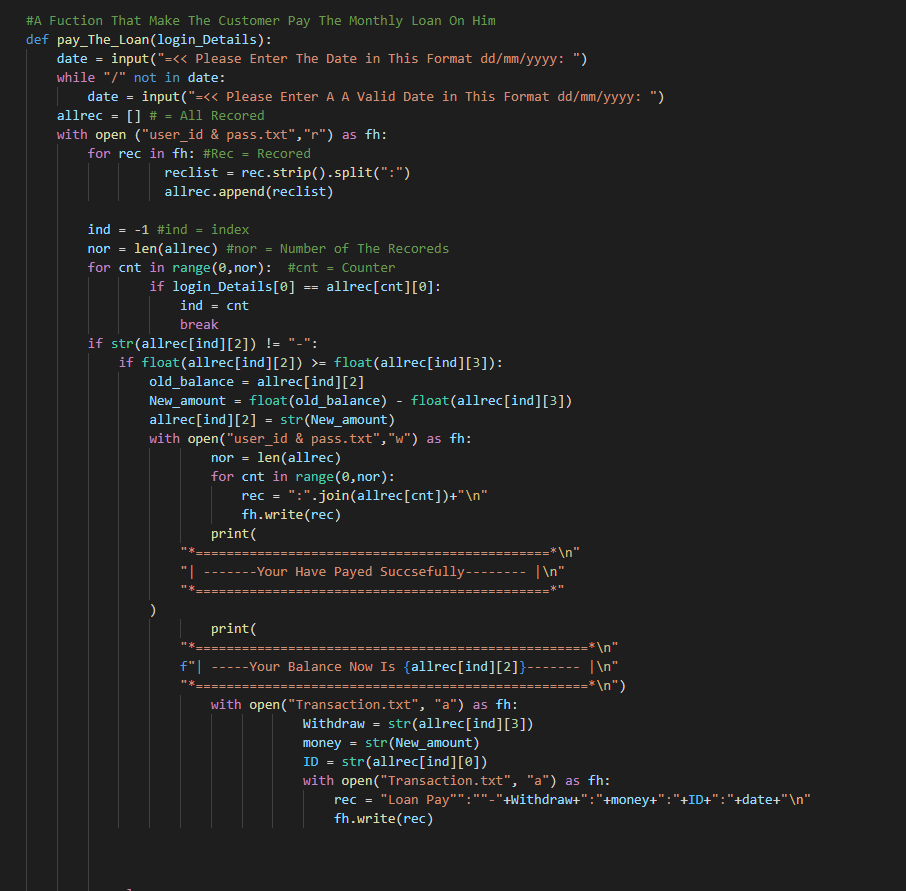 #A Fuction That Make The Customer Pay The Monthly Loan On Him
def pay_The_Loan(login_Details):
    date = input("=<< Please Enter The Date in This Format dd/mm/yyyy: ")
    while "/" not in date:
        date = input("=<< Please Enter A A Valid Date in This Format dd/mm/yyyy: ")
    allrec = [] # = All Recored
    with open ("user_id & pass.txt","r") as fh:
        for rec in fh: #Rec = Recored
                  reclist = rec.strip().split(":")
                  allrec.append(reclist)

        ind = -1 #ind = index
        nor = len(allrec) #nor = Number of The Recoreds
        for cnt in range(0,nor):  #cnt = Counter
                if login_Details[0] == allrec[cnt][0]:
                    ind = cnt
                    break
        if str(allrec[ind][2]) != "-":
            if float(allrec[ind][2]) >= float(allrec[ind][3]):
                old_balance = allrec[ind][2]
                New_amount = float(old_balance) - float(allrec[ind][3])
                allrec[ind][2] = str(New_amount)
                with open("user_id & pass.txt","w") as fh:
                        nor = len(allrec)
                        for cnt in range(0,nor):
                            rec = ":".join(allrec[cnt])+"\n"
                            fh.write(rec)
                        print(
                    "*==============================================*\n"
                    "| -------Your Have Payed Succsefully-------- |\n"
                    "*==============================================*"
                )
                        print(
                    "*===================================================*\n"
                    f"| -----Your Balance Now Is {allrec[ind][2]}------- |\n"
                    "*===================================================*\n")
                        with open("Transaction.txt", "a") as fh:
                                    Withdraw = str(allrec[ind][3])
                                    money = str(New_amount)
                                    ID = str(allrec[ind][0])
                                    with open("Transaction.txt", "a") as fh:
                                        rec = "Loan Pay"":""-"+Withdraw+":"+money+":"+ID+":"+date+"\n"
                                        fh.write(rec)